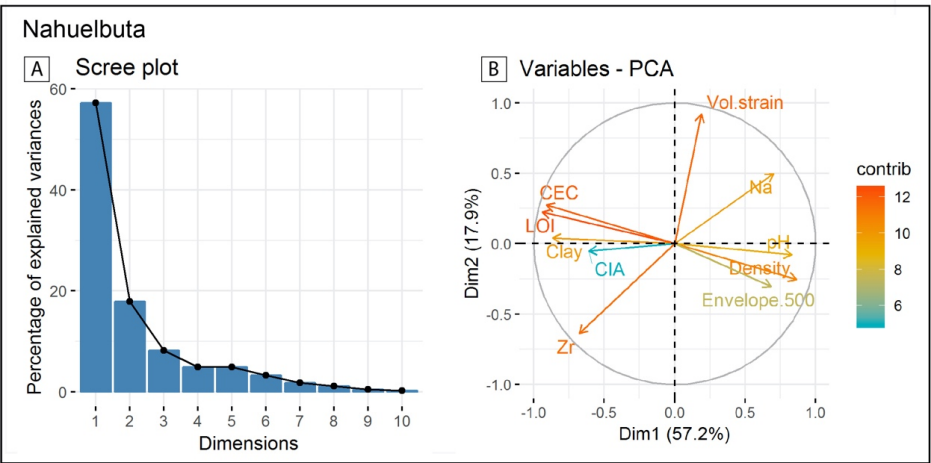 Nahuelbuta
A Scree plot
Percentage of explained variances
60
40
20
0
1 2 3 4 5 6 7 8 9 10
Dimensions
B Variables - PCA
Dim2 (17.9%)
1.0
0.5
0.0
-0.5
-1.0
Vol.strain
Na
CEC
LOI
pH
Clay
CIA
Density
Envelope.500
Zr
-1.0 -0.5 0.0 0.5 1.0
Dim1 (57.2%)
contrib
12
10
8
6